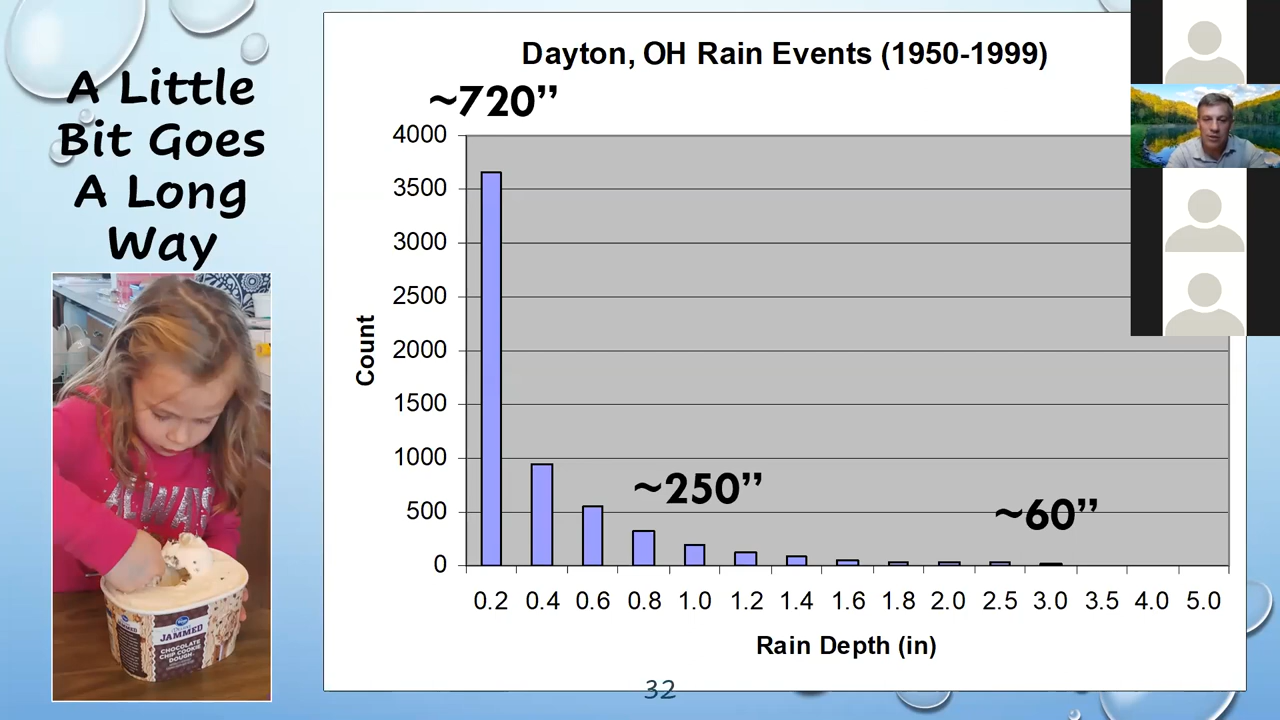 A Little
Bit Goes
A Long
Way
Dayton, OH Rain Events (1950-1999)
~720”
4000
3500
3000
2500
2000
1500
1000
500
0
Count
~250”
~60”
0.2 0.4 0.6 0.8 1.0 1.2 1.4 1.6 1.8 2.0 2.5 3.0 3.5 4.0 5.0
Rain Depth (in)
32
ALWAY
JAMMED
JAMMED
CHOCOLATE
CHIP COOKIE
DOUGH